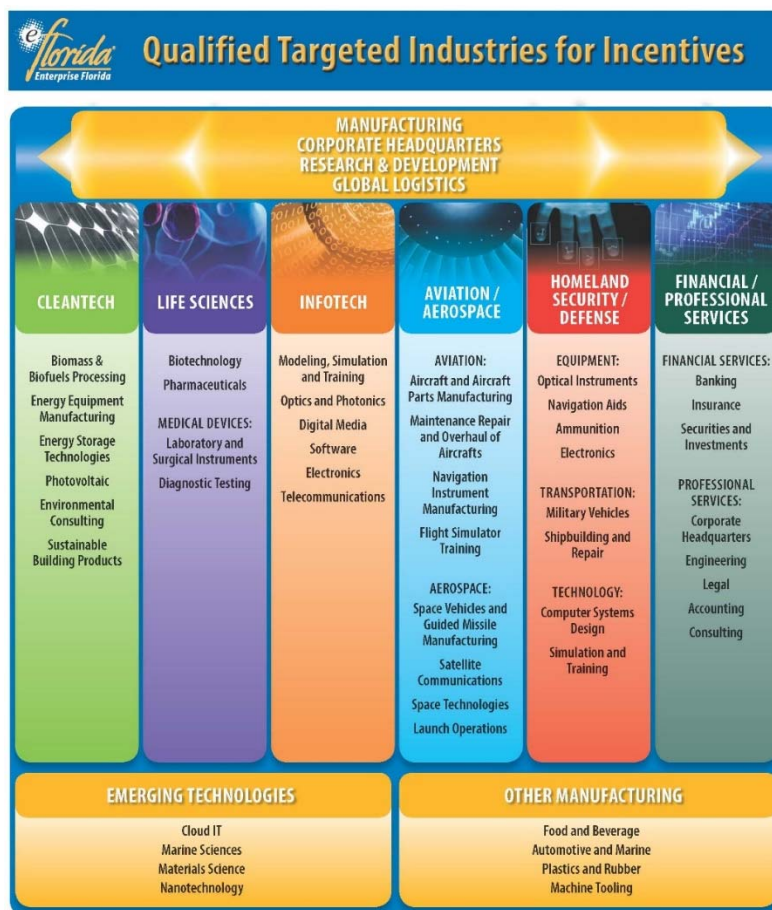 e
florida
Enterprise Florida
Qualified Targeted Industries for Incentives
MANUFACTURING
CORPORATE HEADQUARTERS
RESEARCH & DEVELOPMENT
GLOBAL LOGISTICS
CLEANTECH
Biomass &
Biofuels Processing
Energy Equipment
Manufacturing
Energy Storage
Technologies
Photovoltaic
Environmental
Consulting
Sustainable
Building Products
LIFE SCIENCES
Biotechnology
Pharmaceuticals
MEDICAL DEVICES:
Laboratory and
Surgical Instruments
Diagnostic Testing
INFOTECH
Modeling, Simulation
and Training
Optics and Photonics
Digital Media
Software
Electronics
Telecommunications
AVIATION /
AEROSPACE
AVIATION:
Aircraft and Aircraft
Parts Manufacturing
Maintenance Repair
and Overhaul of
Aircrafts
Navigation
Instrument
Manufacturing
Flight Simulator
Training
AEROSPACE:
Space Vehicles and
Guided Missile
Manufacturing
Satellite
Communications
Space Technologies
Launch Operations
HOMELAND
SECURITY /
DEFENSE
EQUIPMENT:
Optical Instruments
Navigation Aids
Ammunition
Electronics
TRANSPORTATION:
Military Vehicles
Shipbuilding and
Repair
TECHNOLOGY:
Computer Systems
Design
Simulation and
Training
FINANCIAL /
PROFESSIONAL
SERVICES
FINANCIAL SERVICES:
Banking
Insurance
Securities and
Investments
PROFESSIONAL
SERVICES:
Corporate
Headquarters
Engineering
Legal
Accounting
Consulting
EMERGING TECHNOLOGIES
Cloud IT
Marine Sciences
Materials Science
Nanotechnology
OTHER MANUFACTURING
Food and Beverage
Automotive and Marine
Plastics and Rubber
Machine Tooling